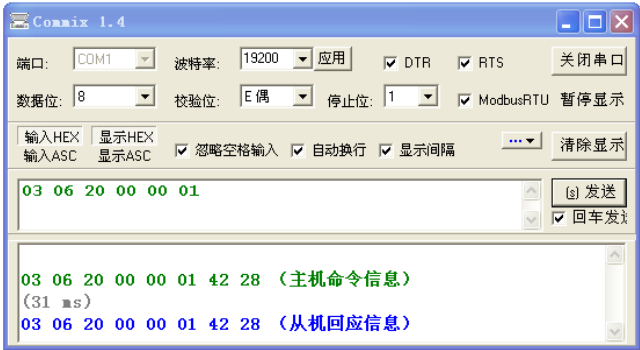 Commix 1.4
端口: COM1 波特率: 19200 应用 DTR RTS 关闭串口
数据位: 8 校验位: E偶 停止位: 1 ModbusRTU 暂停显示
输入HEX 显示HEX
输入ASC 显示ASC 忽略空格输入 自动换行 显示间隔 ... 清除显示
03 06 20 00 00 01 (s) 发送
回车发送
03 06 20 00 00 01 42 28 (主机命令信息)
(31 ms)
03 06 20 00 00 01 42 28 (从机回应信息)